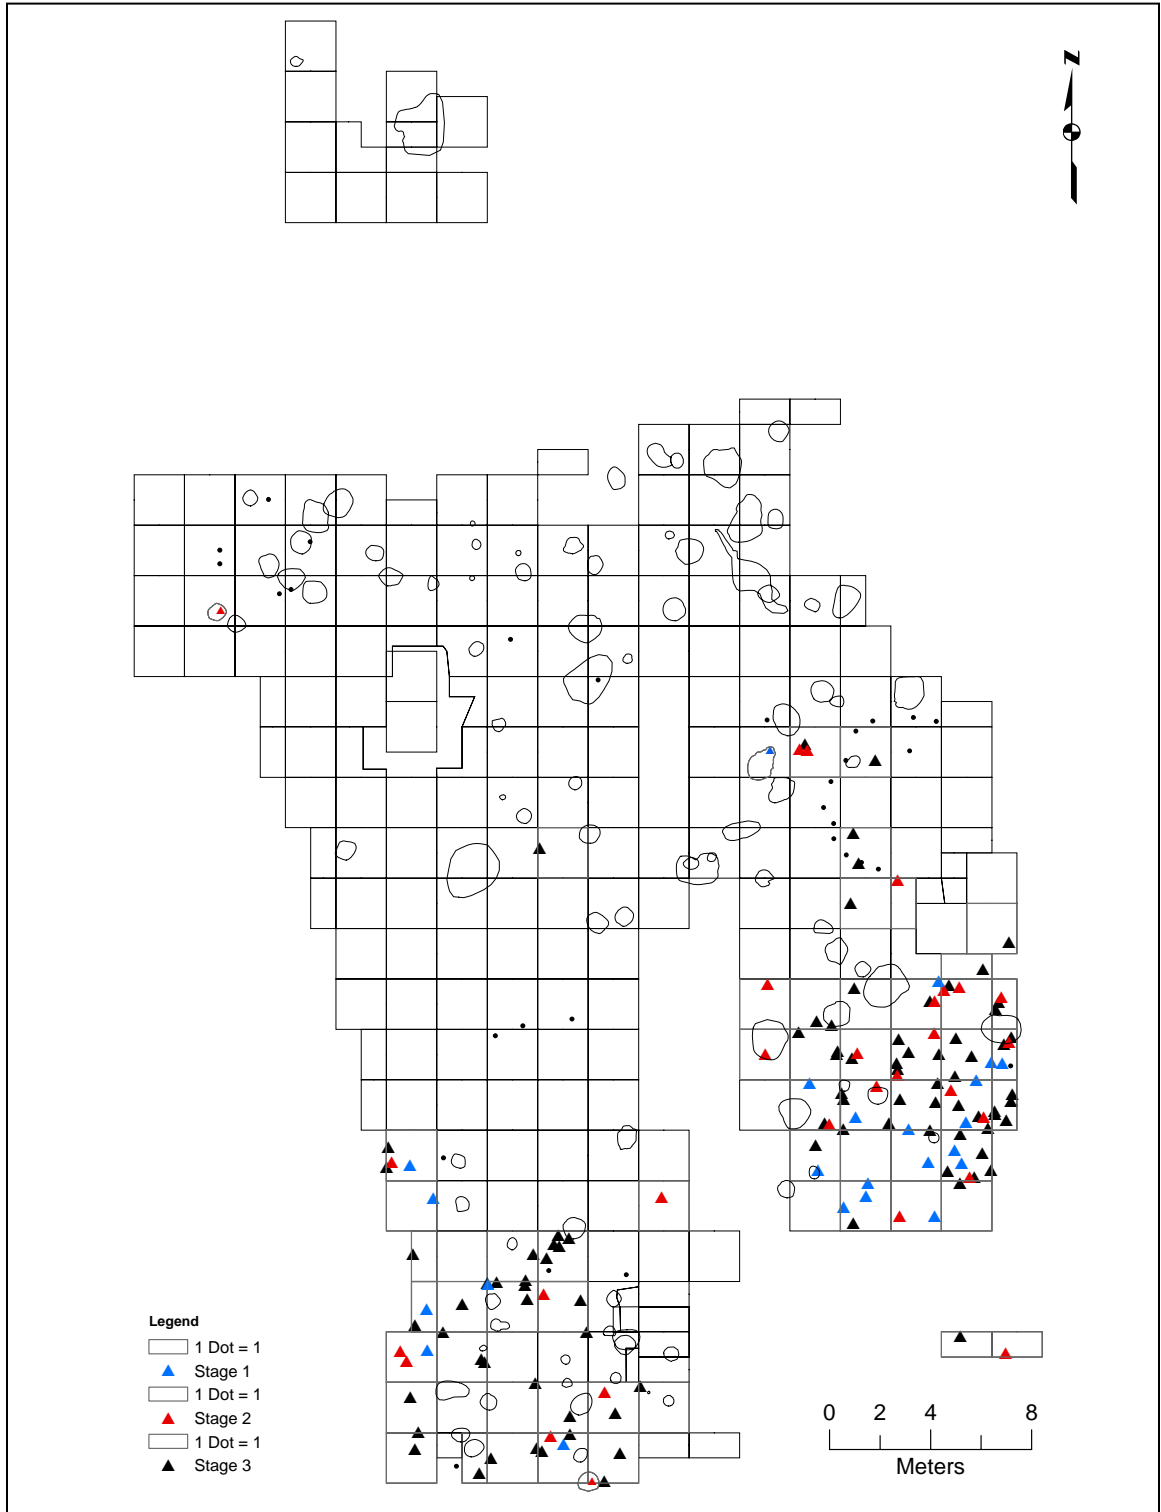 N
Legend
1 Dot = 1
Stage 1
1 Dot = 1
Stage 2
1 Dot = 1
Stage 3
0 2 4 8
Meters